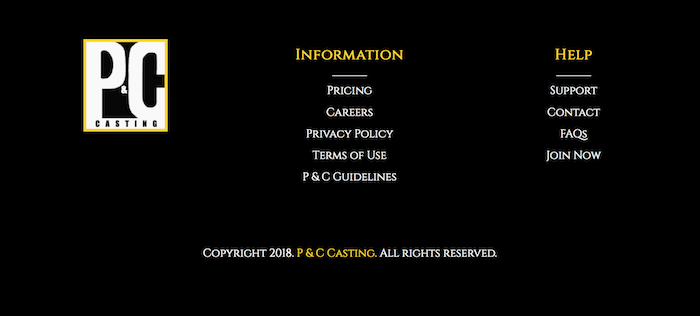 P&C
CASTING
Information
Pricing
Careers
Privacy Policy
Terms of Use
P & C Guidelines
Help
Support
Contact
FAQs
Join Now
Copyright 2018. P & C Casting. All rights reserved.